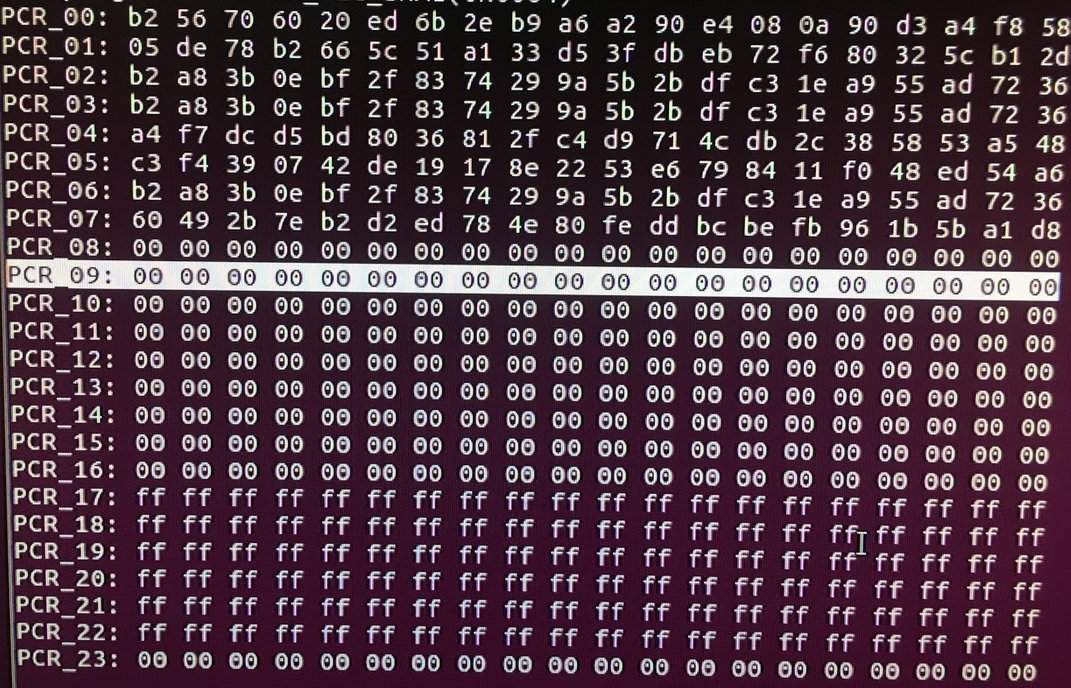 PCR_00: b2 56 70 60 20 ed 6b 2e b9 a6 a2 90 e4 08 0a 90 d3 a4 f8 58
PCR_01: 05 de 78 b2 66 5c 51 a1 33 d5 3f db eb 72 f6 80 32 5c b1 2d
PCR_02: b2 a8 3b 0e bf 2f 83 74 29 9a 5b 2b df c3 1e a9 55 ad 72 36
PCR_03: b2 a8 3b 0e bf 2f 83 74 29 9a 5b 2b df c3 1e a9 55 ad 72 36
PCR_04: a4 f7 dc d5 bd 80 36 81 2f c4 d9 71 4c db 2c 38 58 53 a5 48
PCR_05: c3 f4 39 07 42 de 19 17 8e 22 53 e6 79 84 11 f0 48 ed 54 a6
PCR_06: b2 a8 3b 0e bf 2f 83 74 29 9a 5b 2b df c3 1e a9 55 ad 72 36
PCR_07: 60 49 2b 7e b2 d2 ed 78 4e 80 fe dd bc be fb 96 1b 5b a1 d8
PCR_08: 00 00 00 00 00 00 00 00 00 00 00 00 00 00 00 00 00 00 00 00
PCR_09: 00 00 00 00 00 00 00 00 00 00 00 00 00 00 00 00 00 00 00 00
PCR_10: 00 00 00 00 00 00 00 00 00 00 00 00 00 00 00 00 00 00 00 00
PCR_11: 00 00 00 00 00 00 00 00 00 00 00 00 00 00 00 00 00 00 00 00
PCR_12: 00 00 00 00 00 00 00 00 00 00 00 00 00 00 00 00 00 00 00 00
PCR_13: 00 00 00 00 00 00 00 00 00 00 00 00 00 00 00 00 00 00 00 00
PCR_14: 00 00 00 00 00 00 00 00 00 00 00 00 00 00 00 00 00 00 00 00
PCR_15: 00 00 00 00 00 00 00 00 00 00 00 00 00 00 00 00 00 00 00 00
PCR_16: 00 00 00 00 00 00 00 00 00 00 00 00 00 00 00 00 00 00 00 00
PCR_17: ff ff ff ff ff ff ff ff ff ff ff ff ff ff ff ff ff ff ff ff
PCR_18: ff ff ff ff ff ff ff ff ff ff ff ff ff ff ff ff ff ff ff ff
PCR_19: ff ff ff ff ff ff ff ff ff ff ff ff ff ff ff ff ff ff ff ff
PCR_20: ff ff ff ff ff ff ff ff ff ff ff ff ff ff ff ff ff ff ff ff
PCR_21: ff ff ff ff ff ff ff ff ff ff ff ff ff ff ff ff ff ff ff ff
PCR_22: ff ff ff ff ff ff ff ff ff ff ff ff ff ff ff ff ff ff ff ff
PCR_23: 00 00 00 00 00 00 00 00 00 00 00 00 00 00 00 00 00 00 00 00